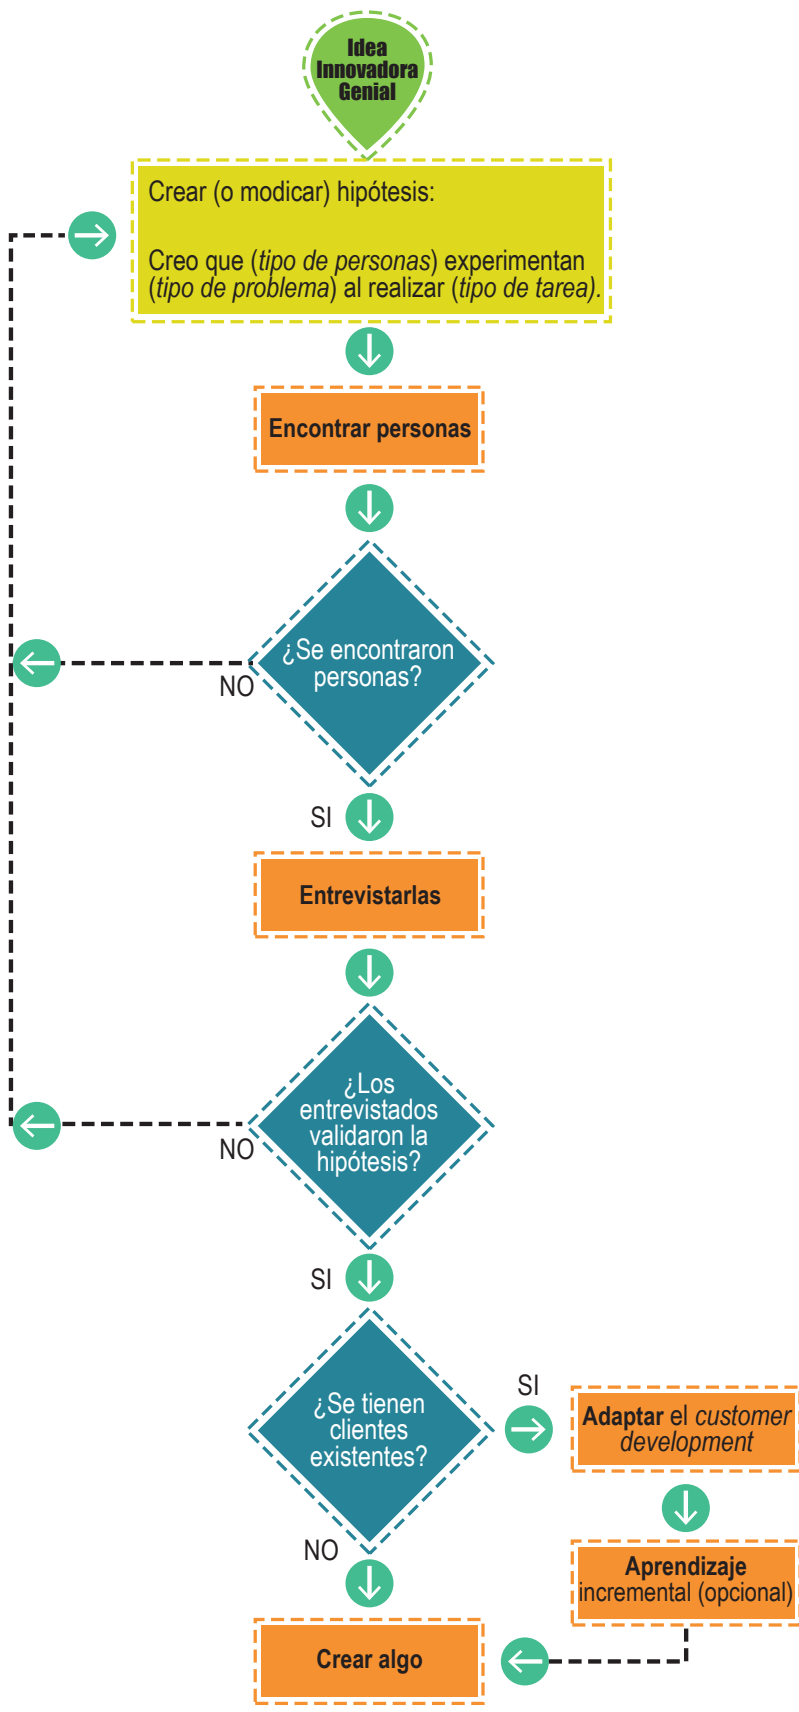 Idea
Innovadora
Genial
Crear (o modicar) hipótesis:
Creo que (tipo de personas) experimentan
(tipo de problema) al realizar (tipo de tarea).
Encontrar personas
¿Se encontraron
personas?
NO
SI
Entrevistarlas
¿Los
entrevistados
validaron la
hipótesis?
NO
SI
¿Se tienen
clientes
existentes?
SI
Adaptar el customer
development
Aprendizaje
incremental (opcional)
NO
Crear algo